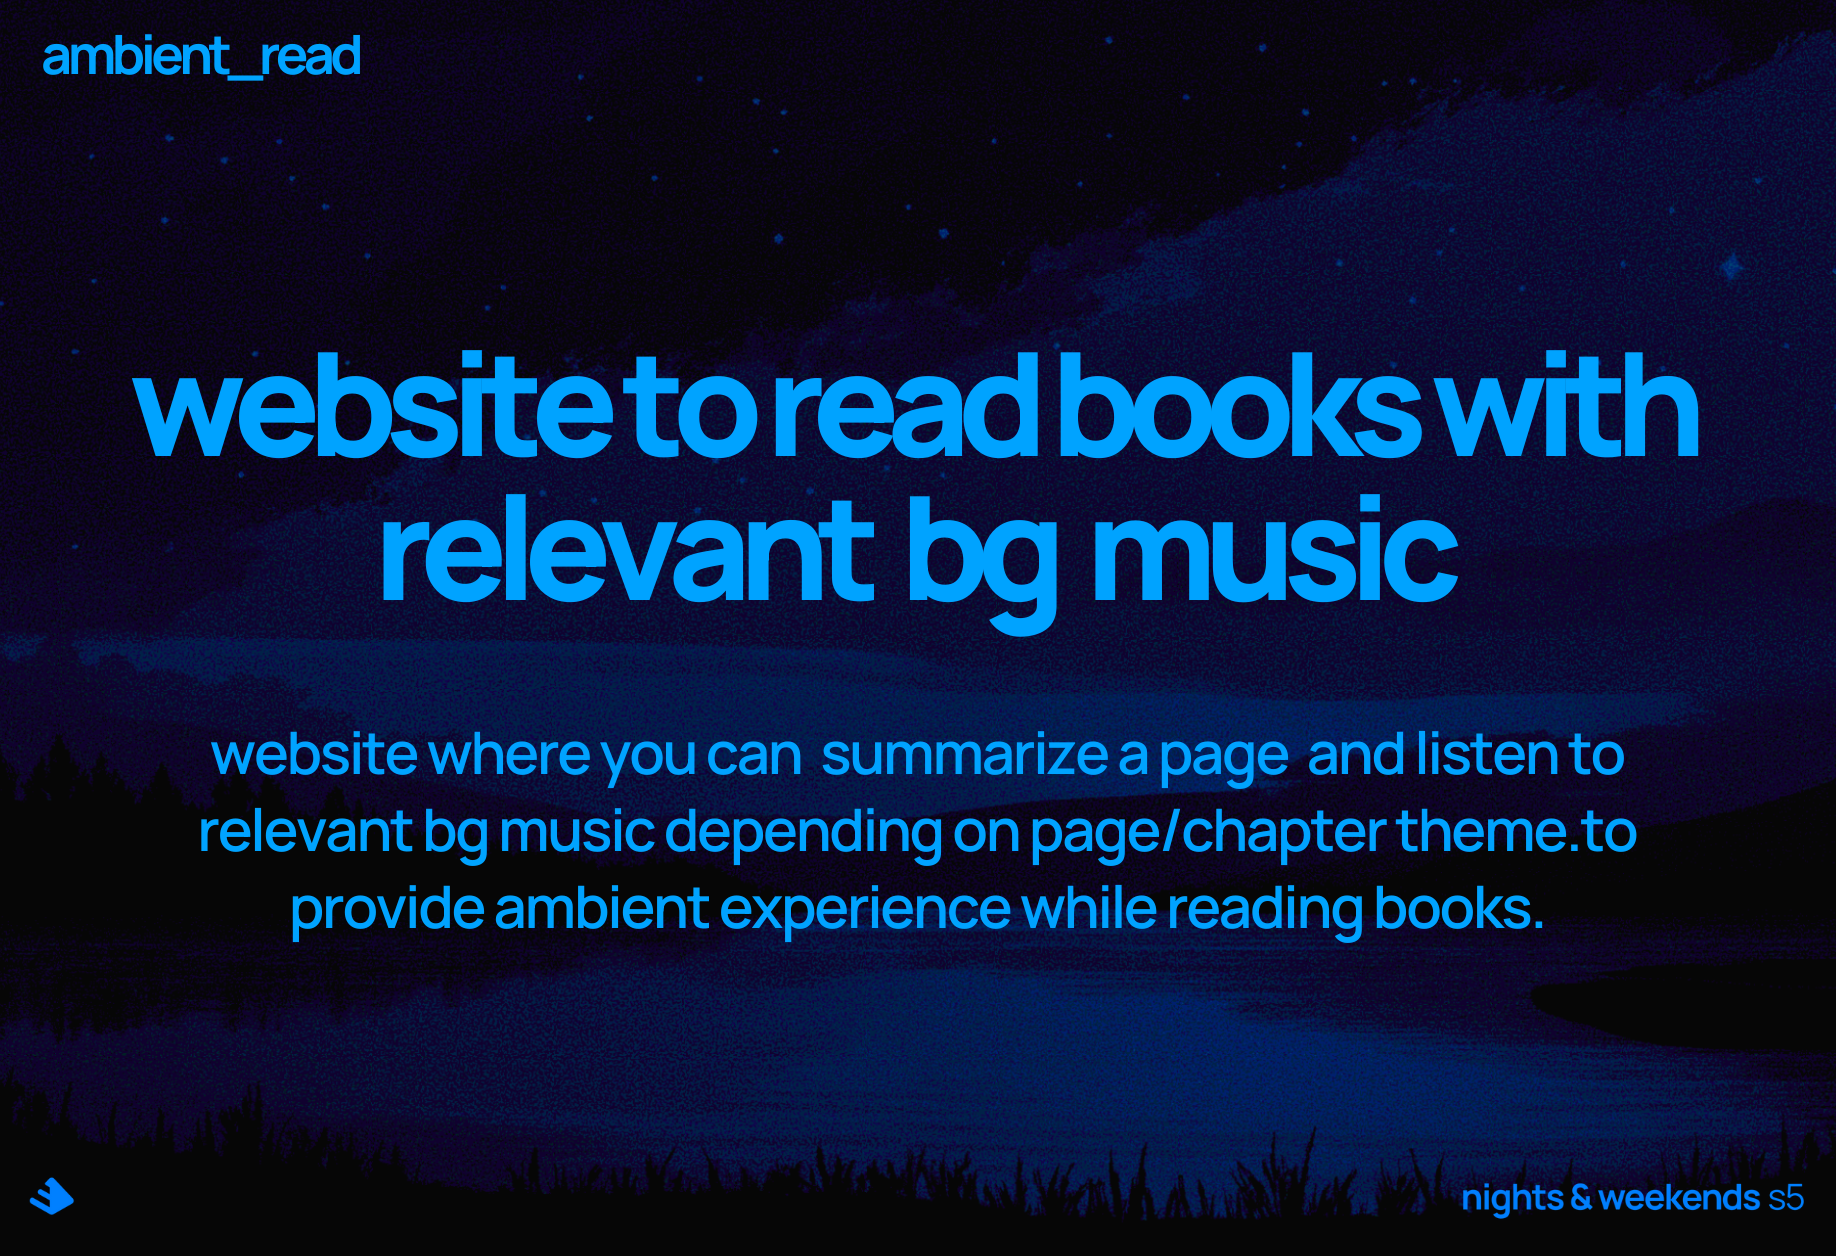 ambient_read
website to read books with
relevant bg music
website where you can summarize a page and listen to
relevant bg music depending on page/chapter theme.to
provide ambient experience while reading books.
nights & weekends s5